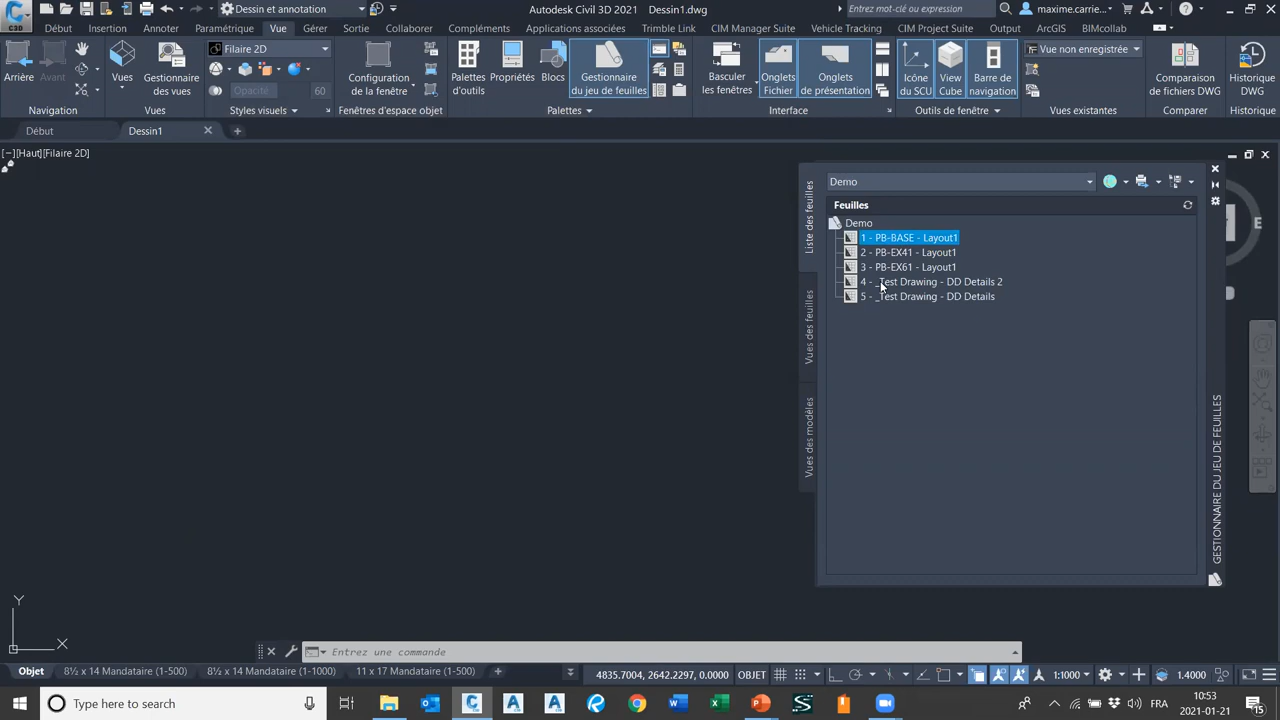 C3D
Dessin et annotation
Autodesk Civil 3D 2021 Dessin1.dwg
Entrez mot-clé ou expression
maxime.carrie...
Début Insertion Annoter Paramétrique Vue Gérer Sortie Collaborer Compléments Applications associées Trimble Link CIM Manager Suite Vehicle Tracking CIM Project Suite Output ArcGIS BIMcollab
Arrière
Avant
Vues
Gestionnaire
des vues
Filaire 2D
Opacité 60
Configuration
de la fenêtre
Palettes
d'outils
Propriétés
Blocs
Gestionnaire
du jeu de feuilles
Basculer
les fenêtres
Onglets
Fichier
Onglets
de présentation
Icône
du SCU
View
Cube
Barre de
navigation
Vue non enregistrée
Comparaison
de fichiers DWG
Historique
DWG
Navigation Vues Styles visuels Fenêtres d'espace objet Palettes Interface Outils de fenêtre Vues existantes Comparer Historique
Début Dessin1
[−][Haut][Filaire 2D]
Demo
Feuilles
Demo
1 - PB-BASE - Layout1
2 - PB-EX41 - Layout1
3 - PB-EX61 - Layout1
4 - _Test Drawing - DD Details 2
5 - _Test Drawing - DD Details
Liste des feuilles
Vues des feuilles
Vues des modèles
GESTIONNAIRE DU JEU DE FEUILLES
E
Y
X
Entrez une commande
Objet 8½ x 14 Mandataire (1-500) 8½ x 14 Mandataire (1-1000) 11 x 17 Mandataire (1-500)
4835.7004, 2642.2297, 0.0000 OBJET 1:1000 1.4000
Type here to search
FRA
10:53
2021-01-21
15